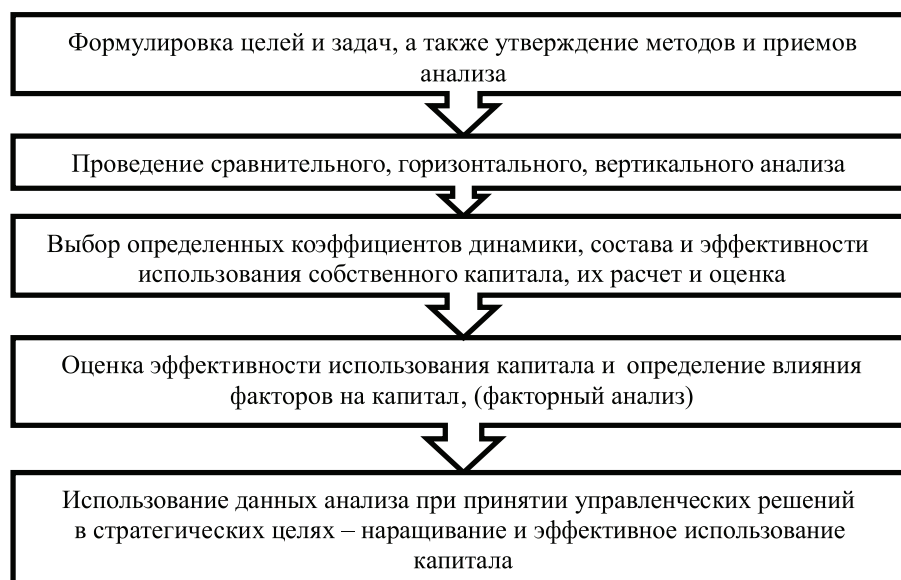 Формулировка целей и задач, а также утверждение методов и приемов
анализа
Проведение сравнительного, горизонтального, вертикального анализа
Выбор определенных коэффициентов динамики, состава и эффективности
использования собственного капитала, их расчет и оценка
Оценка эффективности использования капитала и определение влияния
факторов на капитал, (факторный анализ)
Использование данных анализа при принятии управленческих решений
в стратегических целях – наращивание и эффективное использование
капитала